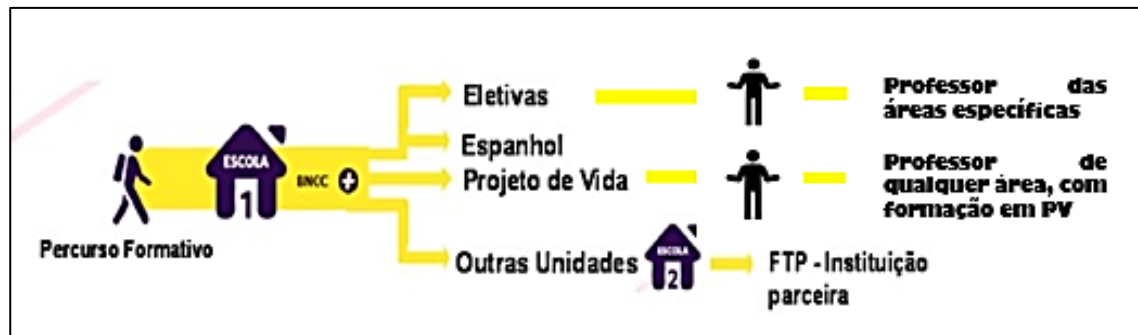 Eletivas
Professor das
áreas específicas
ESCOLA
1
BNCC
Espanhol
Projeto de Vida
Professor de
qualquer área, com
formação em PV
Percurso Formativo
Outras Unidades
ESCOLA
2
FTP - Instituição
parceira